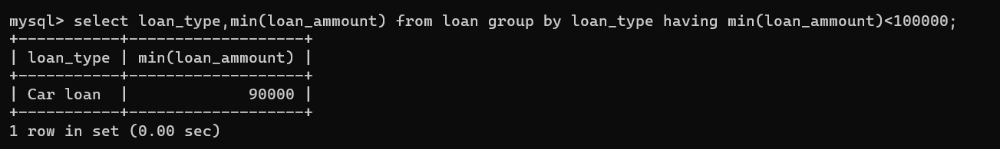 mysql> select loan_type,min(loan_ammount) from loan group by loan_type having min(loan_ammount)<100000;
+-----------+-------------------+
| loan_type | min(loan_ammount) |
+-----------+-------------------+
| Car loan  |             90000 |
+-----------+-------------------+
1 row in set (0.00 sec)